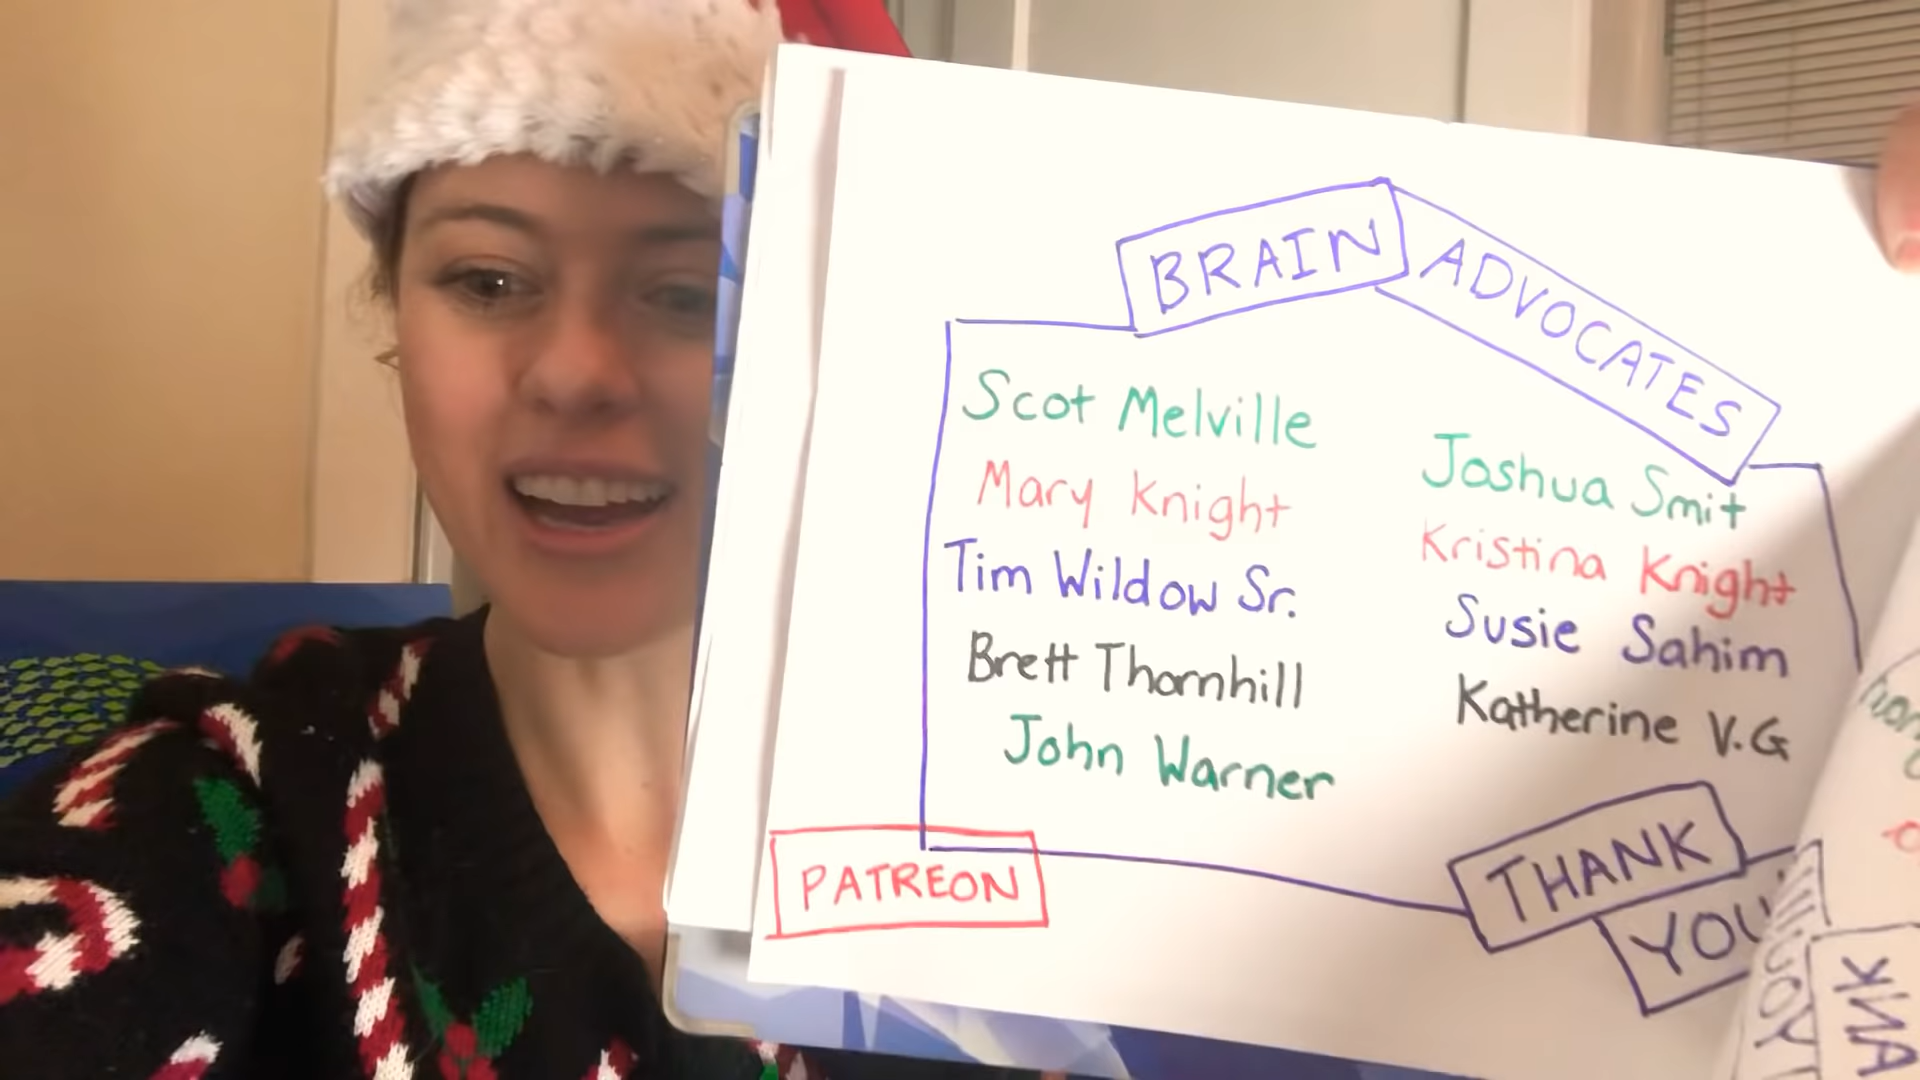 BRAIN ADVOCATES
Scot Melville
Mary Knight
Tim Wildow Sr.
Brett Thornhill
John Warner
Joshua Smit
Kristina Knight
Susie Sahim
Katherine V.G
PATREON
THANK
YOU